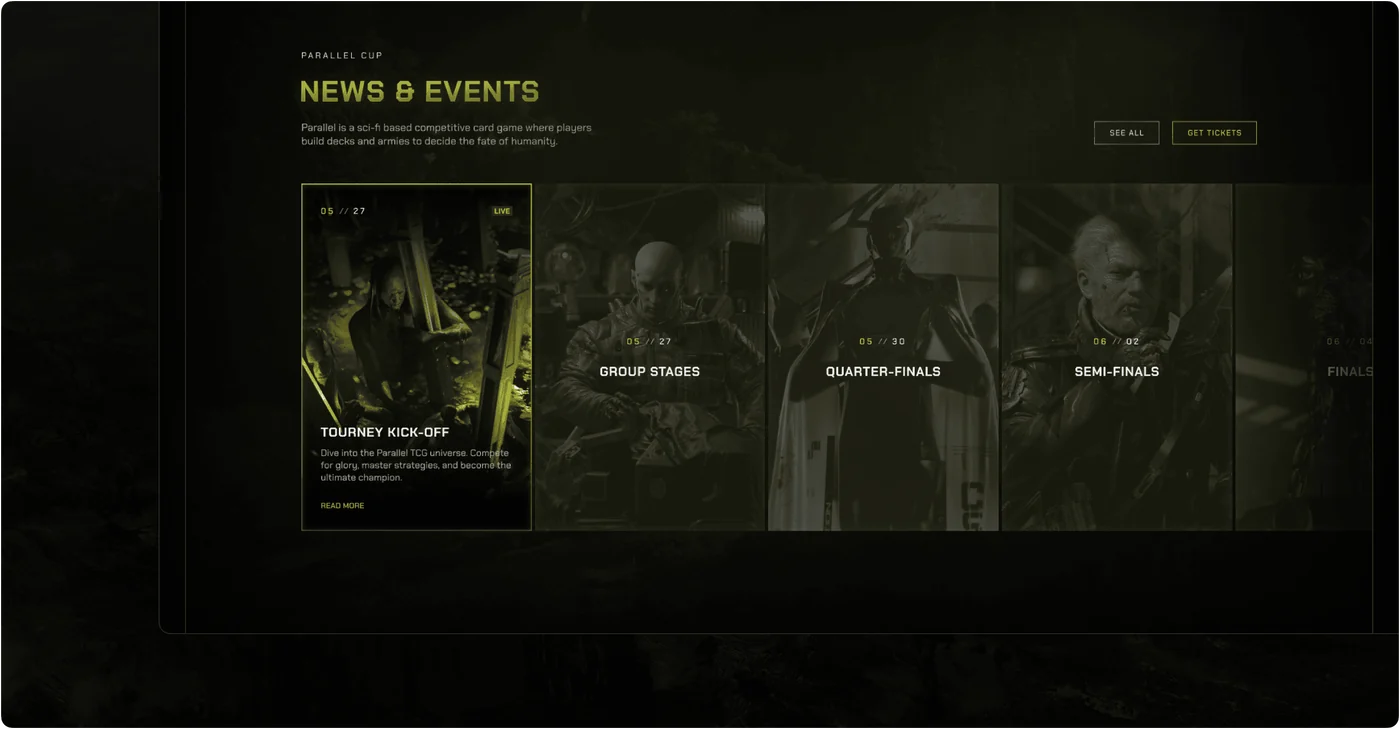 PARALLEL CUP
NEWS & EVENTS
Parallel is a sci-fi based competitive card game where players
build decks and armies to decide the fate of humanity.
SEE ALL
GET TICKETS
05 // 27
LIVE
TOURNEY KICK-OFF
Dive into the Parallel TCG universe. Compete
for glory, master strategies, and become the
ultimate champion.
READ MORE
05 // 27
GROUP STAGES
05 // 30
QUARTER-FINALS
06 // 02
SEMI-FINALS
06 // 04
FINALS